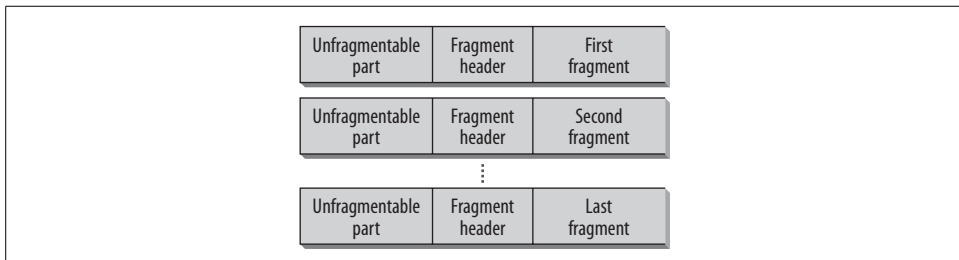 Unfragmentable part
Fragment header
First fragment
Unfragmentable part
Fragment header
Second fragment
Unfragmentable part
Fragment header
Last fragment